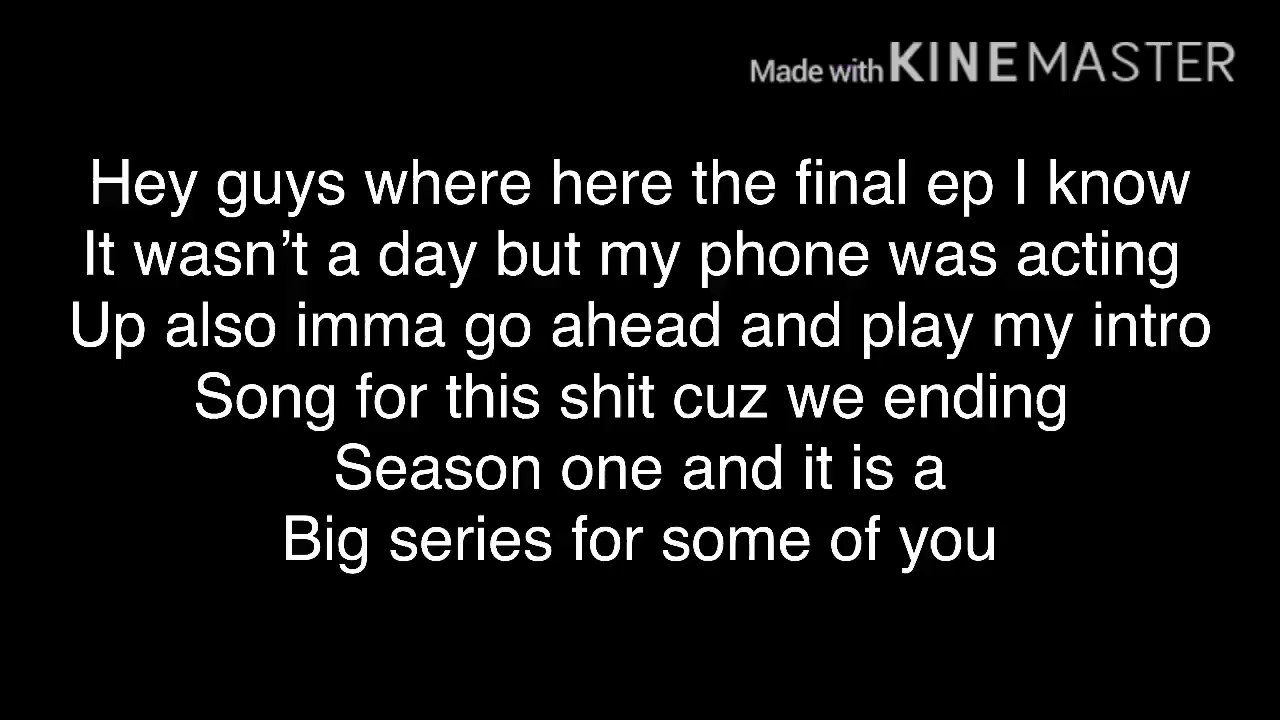 Made with KINEMASTER
Hey guys where here the final ep I know
It wasn’t a day but my phone was acting
Up also imma go ahead and play my intro
Song for this shit cuz we ending
Season one and it is a
Big series for some of you